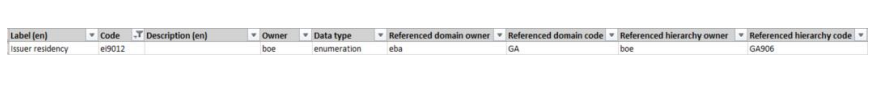 Label (en) Code Description (en) Owner Data type Referenced domain owner Referenced domain code Referenced hierarchy owner Referenced hierarchy code
Issuer residency ei9012 boe enumeration eba GA boe GA906